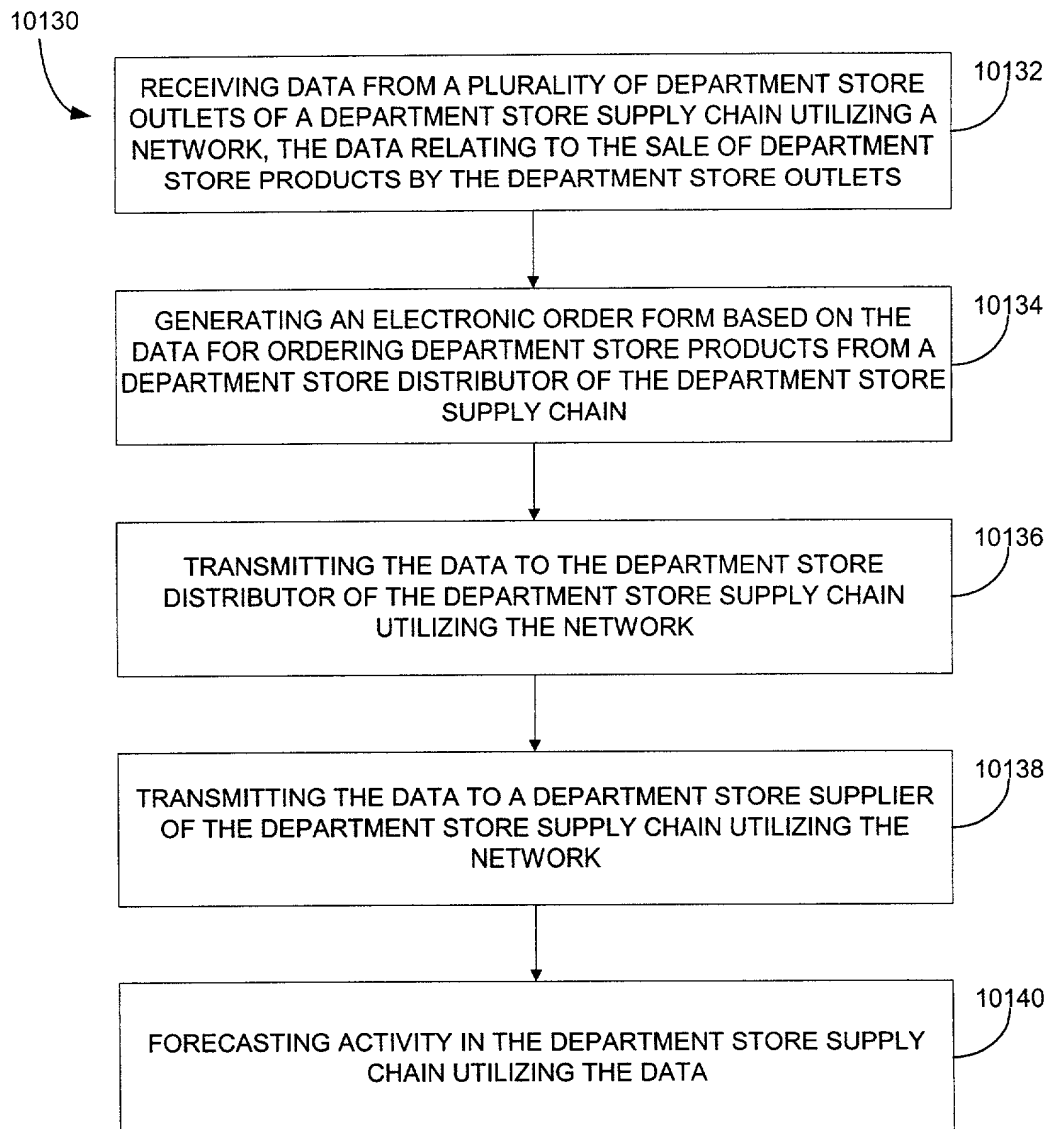 10130
RECEIVING DATA FROM A PLURALITY OF DEPARTMENT STORE
OUTLETS OF A DEPARTMENT STORE SUPPLY CHAIN UTILIZING A
NETWORK, THE DATA RELATING TO THE SALE OF DEPARTMENT
STORE PRODUCTS BY THE DEPARTMENT STORE OUTLETS
10132
GENERATING AN ELECTRONIC ORDER FORM BASED ON THE
DATA FOR ORDERING DEPARTMENT STORE PRODUCTS FROM A
DEPARTMENT STORE DISTRIBUTOR OF THE DEPARTMENT STORE
SUPPLY CHAIN
10134
TRANSMITTING THE DATA TO THE DEPARTMENT STORE
DISTRIBUTOR OF THE DEPARTMENT STORE SUPPLY CHAIN
UTILIZING THE NETWORK
10136
TRANSMITTING THE DATA TO A DEPARTMENT STORE SUPPLIER
OF THE DEPARTMENT STORE SUPPLY CHAIN UTILIZING THE
NETWORK
10138
FORECASTING ACTIVITY IN THE DEPARTMENT STORE SUPPLY
CHAIN UTILIZING THE DATA
10140